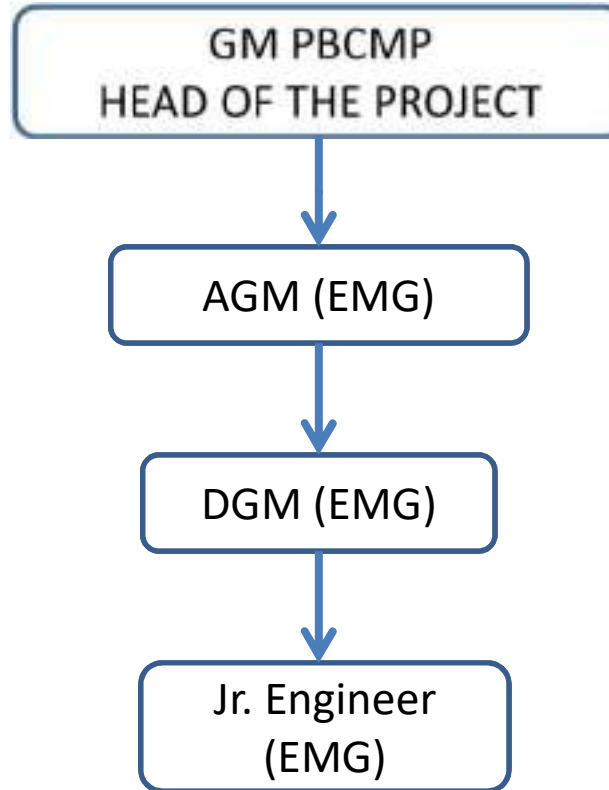 GM PBCMP
HEAD OF THE PROJECT
AGM (EMG)
DGM (EMG)
Jr. Engineer
(EMG)